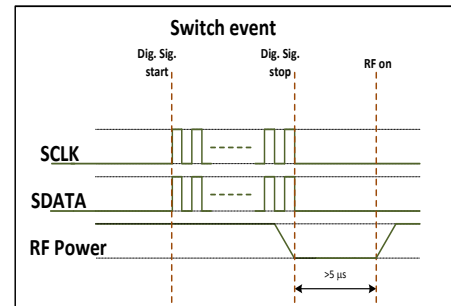 Switch event
Dig. Sig.
start
Dig. Sig.
stop
RF on
SCLK
SDATA
RF Power
>5 µs